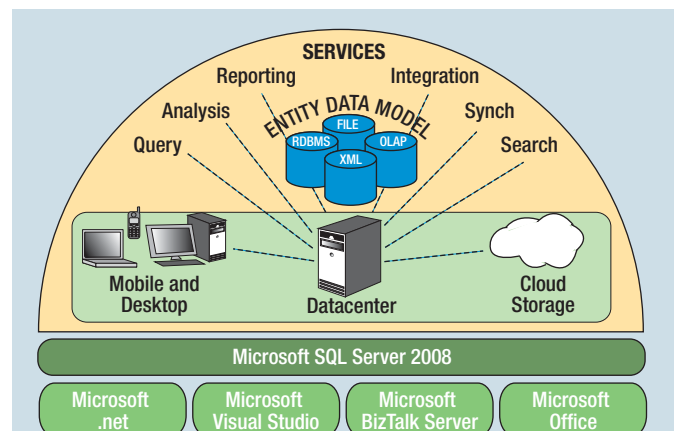 SERVICES
Reporting
Integration
Analysis
Synch
Query
Search
ENTITY DATA MODEL
FILE
RDBMS
OLAP
XML
Mobile and
Desktop
Datacenter
Cloud
Storage
Microsoft SQL Server 2008
Microsoft
.net
Microsoft
Visual Studio
Microsoft
BizTalk Server
Microsoft
Office